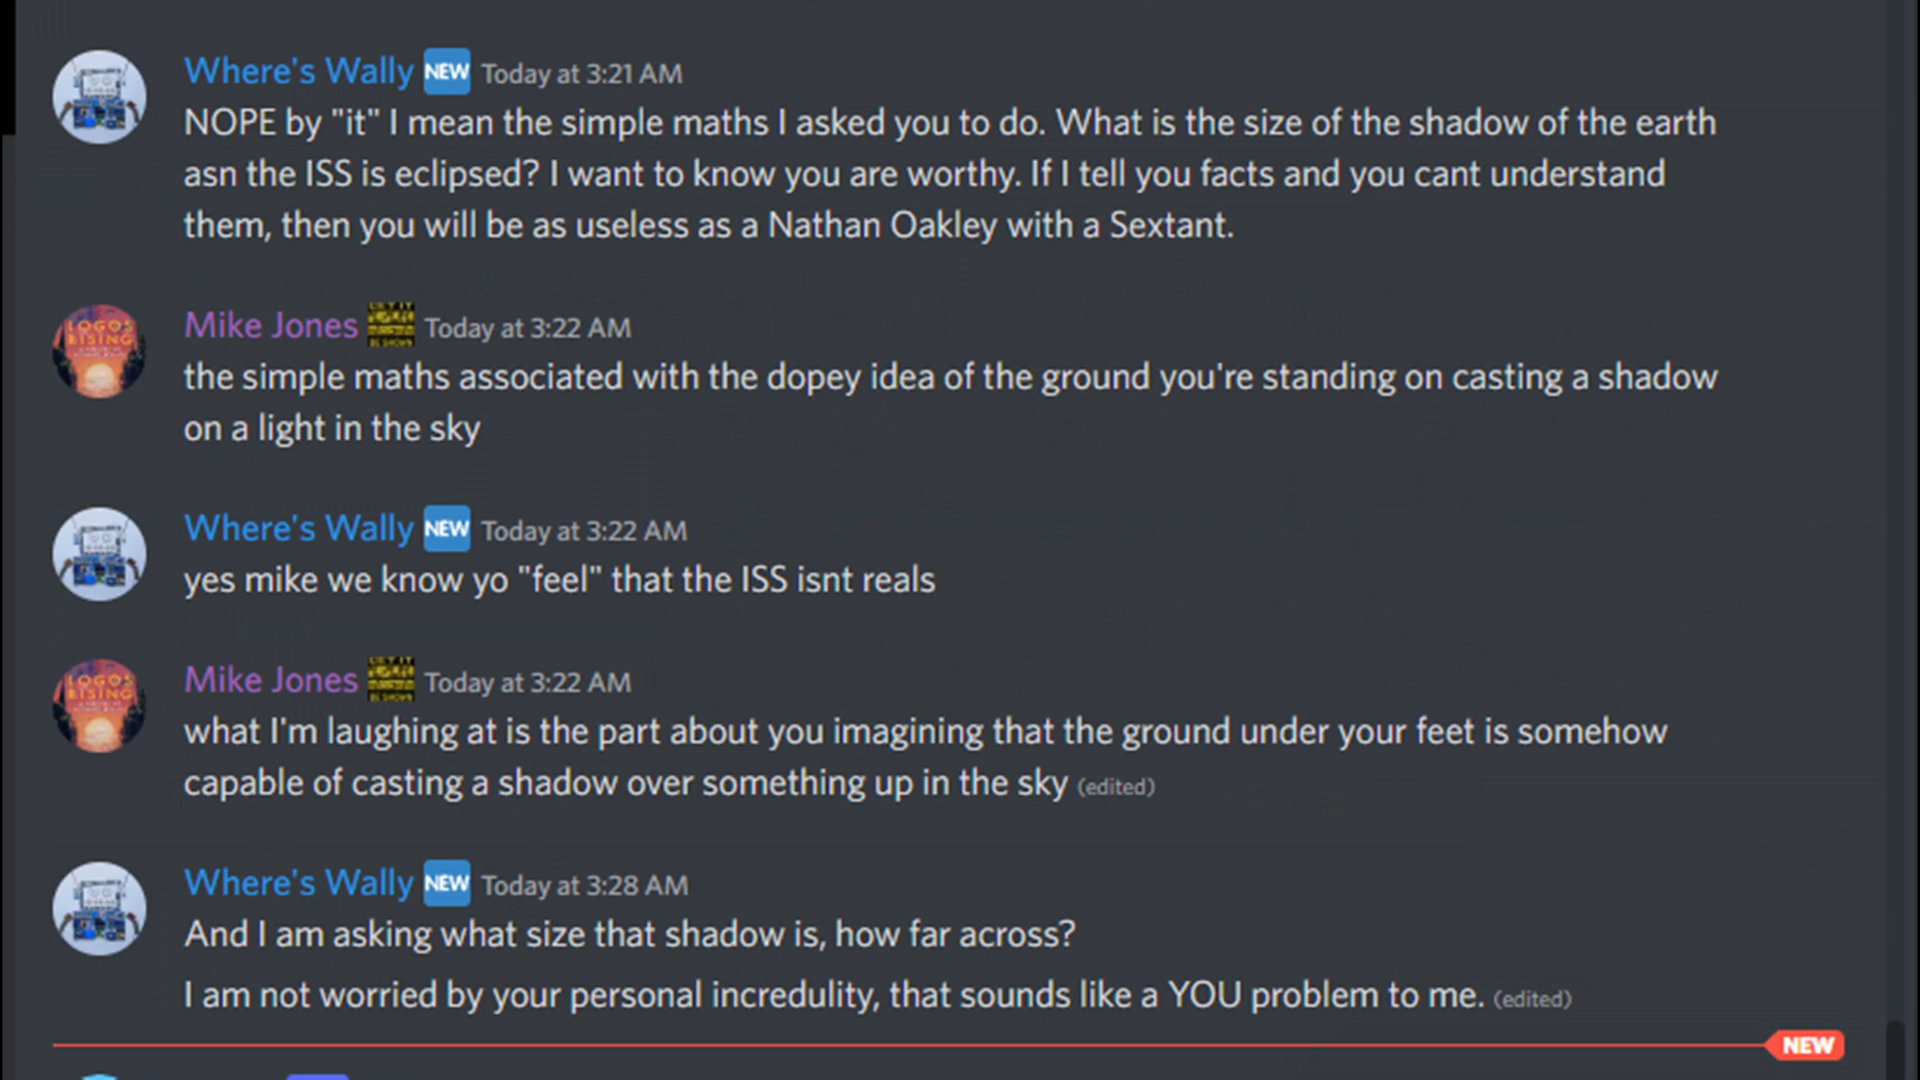 Where's Wally NEW Today at 3:21 AM
NOPE by "it" I mean the simple maths I asked you to do. What is the size of the shadow of the earth
asn the ISS is eclipsed? I want to know you are worthy. If I tell you facts and you cant understand
them, then you will be as useless as a Nathan Oakley with a Sextant.
LOGOS
RISING
Mike Jones Today at 3:22 AM
the simple maths associated with the dopey idea of the ground you're standing on casting a shadow
on a light in the sky
Where's Wally NEW Today at 3:22 AM
yes mike we know yo "feel" that the ISS isnt reals
LOGOS
RISING
Mike Jones Today at 3:22 AM
what I'm laughing at is the part about you imagining that the ground under your feet is somehow
capable of casting a shadow over something up in the sky (edited)
Where's Wally NEW Today at 3:28 AM
And I am asking what size that shadow is, how far across?
I am not worried by your personal incredulity, that sounds like a YOU problem to me. (edited)
NEW